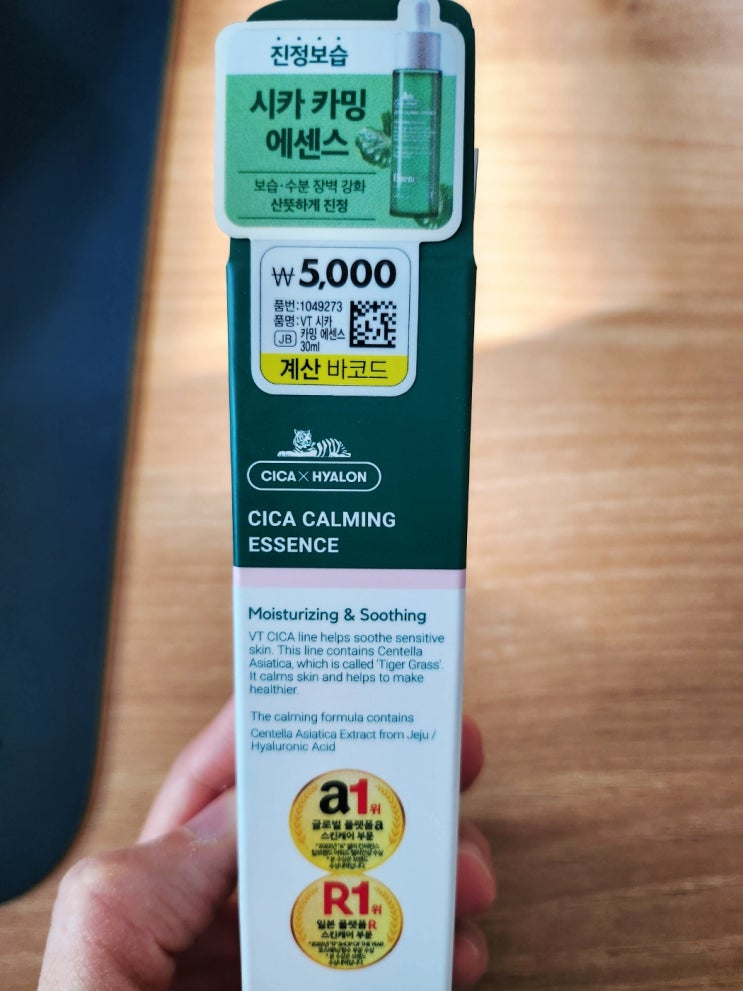 진정보습
시카 카밍
에센스
보습·수분 장벽 강화
산뜻하게 진정
₩5,000
품번:1049273
품명:VT 시카
JB 카밍 에센스
30ml
계산 바코드
CICA×HYALON
CICA CALMING
ESSENCE
Moisturizing & Soothing
VT CICA line helps soothe sensitive
skin. This line contains Centella
Asiatica, which is called 'Tiger Grass'.
It calms skin and helps to make
healthier.
The calming formula contains
Centella Asiatica Extract from Jeju /
Hyaluronic Acid
a1위
글로벌 플랫폼a
스킨케어 부문
R1위
일본 플랫폼R
스킨케어 부문